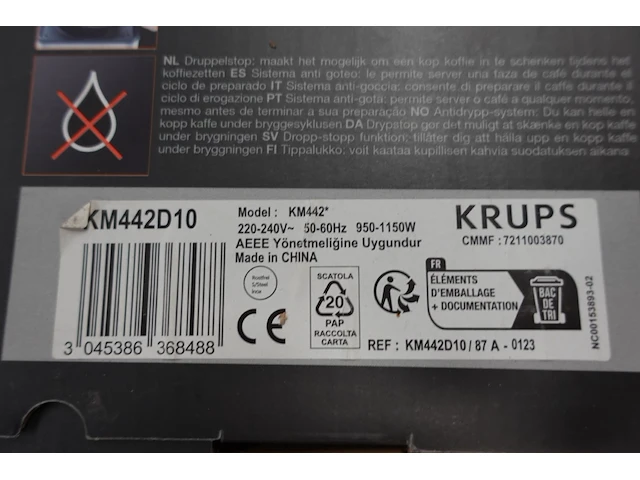 NL Druppelstop: maakt het mogelijk om een kop koffie in te schenken tijdens het
koffiezetten ES Sistema anti goteo: le permite server una taza de café durante el
ciclo de preparado IT Sistema anti-goccia: consente di preparare il caffe durante il
ciclo di erogazione PT Sistema anti-gota: permite server o café a qualquer momento,
mesmo antes de terminar a sua preparação NO Antidrypp-system: Du kan helle en
kopp kaffe under bryggesyklusen DA Drypstop gør det muligt at skænke en kop kaffe
under brygningen SV Dropp-stopp funktion: tillåter dig att hälla upp en kopp kaffe
under bryggningen FI Tippalukko: voit kaataa kupillisen kahvia suodatuksen aikana
KM442D10
Model : KM442*
220-240V~ 50-60Hz 950-1150W
AEEE Yönetmeliğine Uygundur
Made in CHINA
KRUPS
CMMF : 7211003870
Rostfrei
S/Steel
Inox
CE
SCATOLA
20
PAP
RACCOLTA
CARTA
FR
ÉLÉMENTS
D'EMBALLAGE
+ DOCUMENTATION
BAC
DE
TRI
NC00153893-02
3 045386 368488
REF : KM442D10 / 87 A - 0123